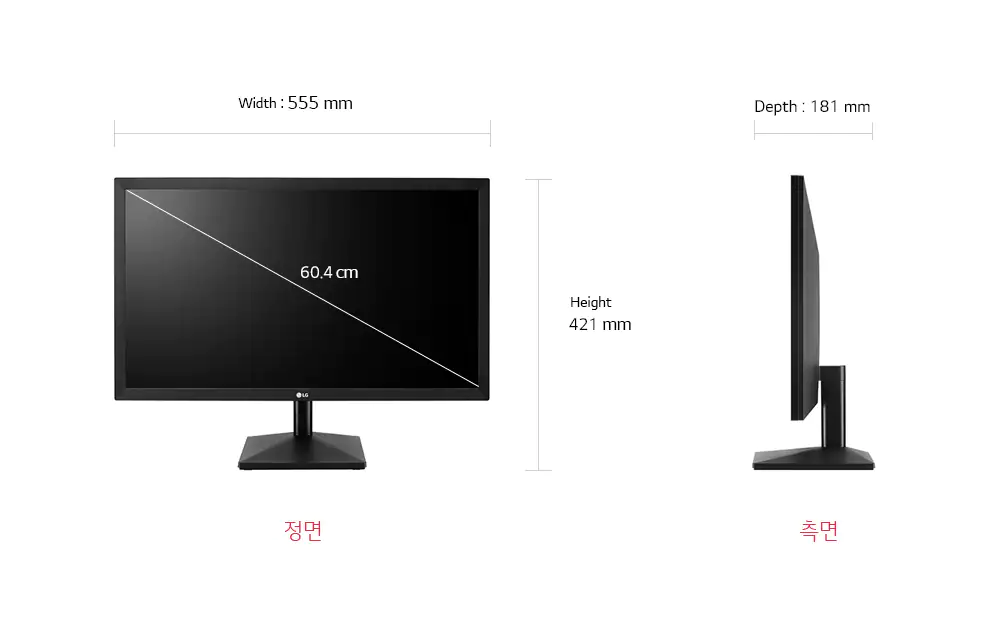 Width : 555 mm
Depth : 181 mm
60.4 cm
Height
421 mm
LG
정면
측면